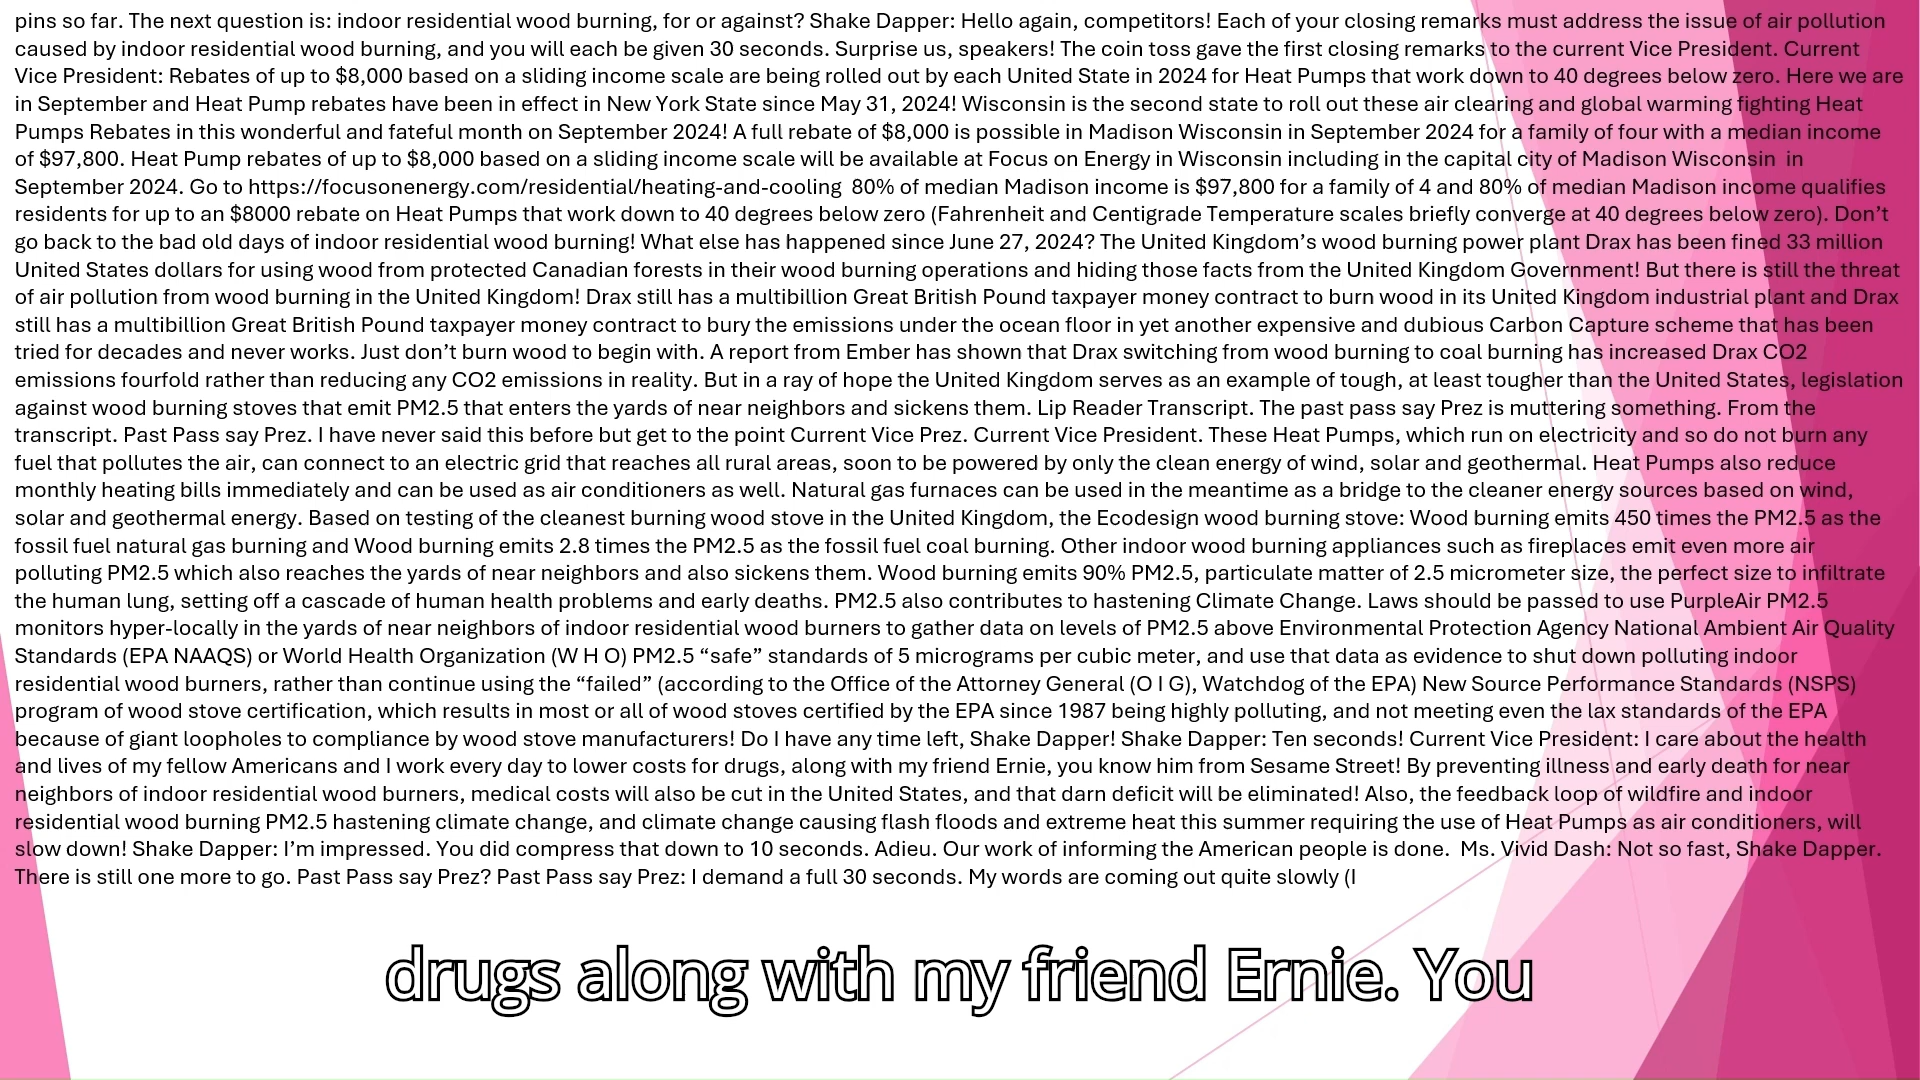 pins so far. The next question is: indoor residential wood burning, for or against? Shake Dapper: Hello again, competitors! Each of your closing remarks must address the issue of air pollution
caused by indoor residential wood burning, and you will each be given 30 seconds. Surprise us, speakers! The coin toss gave the first closing remarks to the current Vice President. Current
Vice President: Rebates of up to $8,000 based on a sliding income scale are being rolled out by each United State in 2024 for Heat Pumps that work down to 40 degrees below zero. Here we are
in September and Heat Pump rebates have been in effect in New York State since May 31, 2024! Wisconsin is the second state to roll out these air clearing and global warming fighting Heat
Pumps Rebates in this wonderful and fateful month on September 2024! A full rebate of $8,000 is possible in Madison Wisconsin in September 2024 for a family of four with a median income
of $97,800. Heat Pump rebates of up to $8,000 based on a sliding income scale will be available at Focus on Energy in Wisconsin including in the capital city of Madison Wisconsin  in
September 2024. Go to https://focusonenergy.com/residential/heating-and-cooling  80% of median Madison income is $97,800 for a family of 4 and 80% of median Madison income qualifies
residents for up to an $8000 rebate on Heat Pumps that work down to 40 degrees below zero (Fahrenheit and Centigrade Temperature scales briefly converge at 40 degrees below zero). Don’t
go back to the bad old days of indoor residential wood burning! What else has happened since June 27, 2024? The United Kingdom’s wood burning power plant Drax has been fined 33 million
United States dollars for using wood from protected Canadian forests in their wood burning operations and hiding those facts from the United Kingdom Government! But there is still the threat
of air pollution from wood burning in the United Kingdom! Drax still has a multibillion Great British Pound taxpayer money contract to burn wood in its United Kingdom industrial plant and Drax
still has a multibillion Great British Pound taxpayer money contract to bury the emissions under the ocean floor in yet another expensive and dubious Carbon Capture scheme that has been
tried for decades and never works. Just don’t burn wood to begin with. A report from Ember has shown that Drax switching from wood burning to coal burning has increased Drax CO2
emissions fourfold rather than reducing any CO2 emissions in reality. But in a ray of hope the United Kingdom serves as an example of tough, at least tougher than the United States, legislation
against wood burning stoves that emit PM2.5 that enters the yards of near neighbors and sickens them. Lip Reader Transcript. The past pass say Prez is muttering something. From the
transcript. Past Pass say Prez. I have never said this before but get to the point Current Vice Prez. Current Vice President. These Heat Pumps, which run on electricity and so do not burn any
fuel that pollutes the air, can connect to an electric grid that reaches all rural areas, soon to be powered by only the clean energy of wind, solar and geothermal. Heat Pumps also reduce
monthly heating bills immediately and can be used as air conditioners as well. Natural gas furnaces can be used in the meantime as a bridge to the cleaner energy sources based on wind,
solar and geothermal energy. Based on testing of the cleanest burning wood stove in the United Kingdom, the Ecodesign wood burning stove: Wood burning emits 450 times the PM2.5 as the
fossil fuel natural gas burning and Wood burning emits 2.8 times the PM2.5 as the fossil fuel coal burning. Other indoor wood burning appliances such as fireplaces emit even more air
polluting PM2.5 which also reaches the yards of near neighbors and also sickens them. Wood burning emits 90% PM2.5, particulate matter of 2.5 micrometer size, the perfect size to infiltrate
the human lung, setting off a cascade of human health problems and early deaths. PM2.5 also contributes to hastening Climate Change. Laws should be passed to use PurpleAir PM2.5
monitors hyper-locally in the yards of near neighbors of indoor residential wood burners to gather data on levels of PM2.5 above Environmental Protection Agency National Ambient Air Quality
Standards (EPA NAAQS) or World Health Organization (W H O) PM2.5 “safe” standards of 5 micrograms per cubic meter, and use that data as evidence to shut down polluting indoor
residential wood burners, rather than continue using the “failed” (according to the Office of the Attorney General (O I G), Watchdog of the EPA) New Source Performance Standards (NSPS)
program of wood stove certification, which results in most or all of wood stoves certified by the EPA since 1987 being highly polluting, and not meeting even the lax standards of the EPA
because of giant loopholes to compliance by wood stove manufacturers! Do I have any time left, Shake Dapper! Shake Dapper: Ten seconds! Current Vice President: I care about the health
and lives of my fellow Americans and I work every day to lower costs for drugs, along with my friend Ernie, you know him from Sesame Street! By preventing illness and early death for near
neighbors of indoor residential wood burners, medical costs will also be cut in the United States, and that darn deficit will be eliminated! Also, the feedback loop of wildfire and indoor
residential wood burning PM2.5 hastening climate change, and climate change causing flash floods and extreme heat this summer requiring the use of Heat Pumps as air conditioners, will
slow down! Shake Dapper: I’m impressed. You did compress that down to 10 seconds. Adieu. Our work of informing the American people is done.  Ms. Vivid Dash: Not so fast, Shake Dapper.
There is still one more to go. Past Pass say Prez? Past Pass say Prez: I demand a full 30 seconds. My words are coming out quite slowly (I
drugs along with my friend Ernie. You